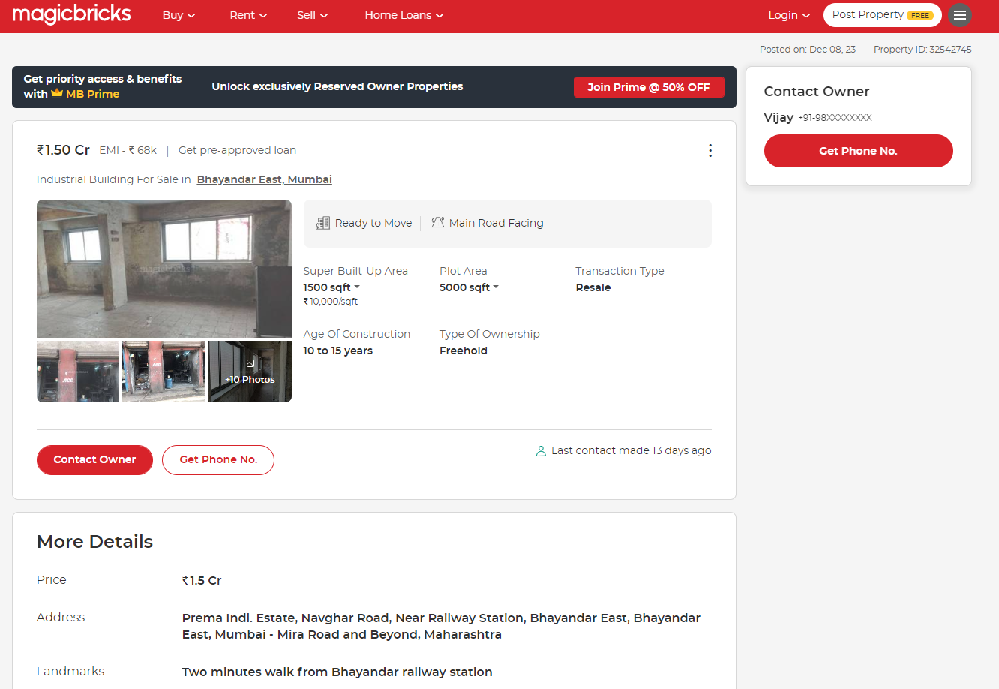 magicbricks
Buy
Rent
Sell
Home Loans
Login
Post Property FREE
Posted on: Dec 08, 23
Property ID: 32542745
Get priority access & benefits
with MB Prime
Unlock exclusively Reserved Owner Properties
Join Prime @ 50% OFF
Contact Owner
Vijay +91-98XXXXXXXX
Get Phone No.
₹1.50 Cr EMI - ₹ 68k | Get pre-approved loan
Industrial Building For Sale in Bhayandar East, Mumbai
magicbricks
Ready to Move
Main Road Facing
Super Built-Up Area
1500 sqft
₹10,000/sqft
Plot Area
5000 sqft
Transaction Type
Resale
Age Of Construction
10 to 15 years
Type Of Ownership
Freehold
ACC
ACC
+10 Photos
Contact Owner
Get Phone No.
Last contact made 13 days ago
More Details
Price
₹1.5 Cr
Address
Prema Indl. Estate, Navghar Road, Near Railway Station, Bhayandar East, Bhayandar
East, Mumbai - Mira Road and Beyond, Maharashtra
Landmarks
Two minutes walk from Bhayandar railway station